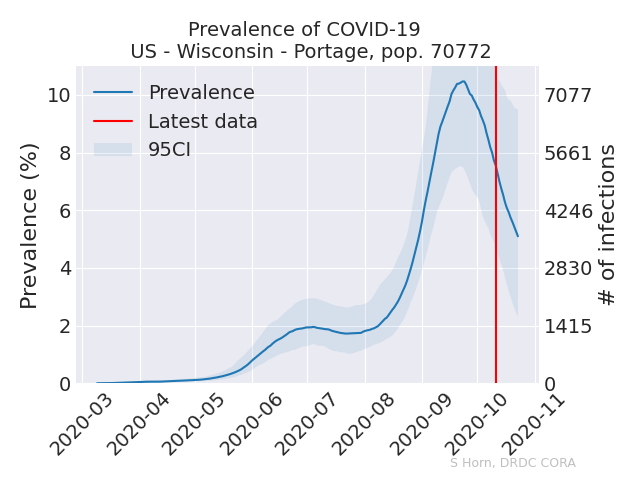 Prevalence of COVID-19
US - Wisconsin - Portage, pop. 70772
Prevalence
Latest data
95CI
Prevalence (%)
10
8
6
4
2
0
7077
5661
4246
2830
1415
0
# of infections
2020-03
2020-04
2020-05
2020-06
2020-07
2020-08
2020-09
2020-10
2020-11
S Horn, DRDC CORA